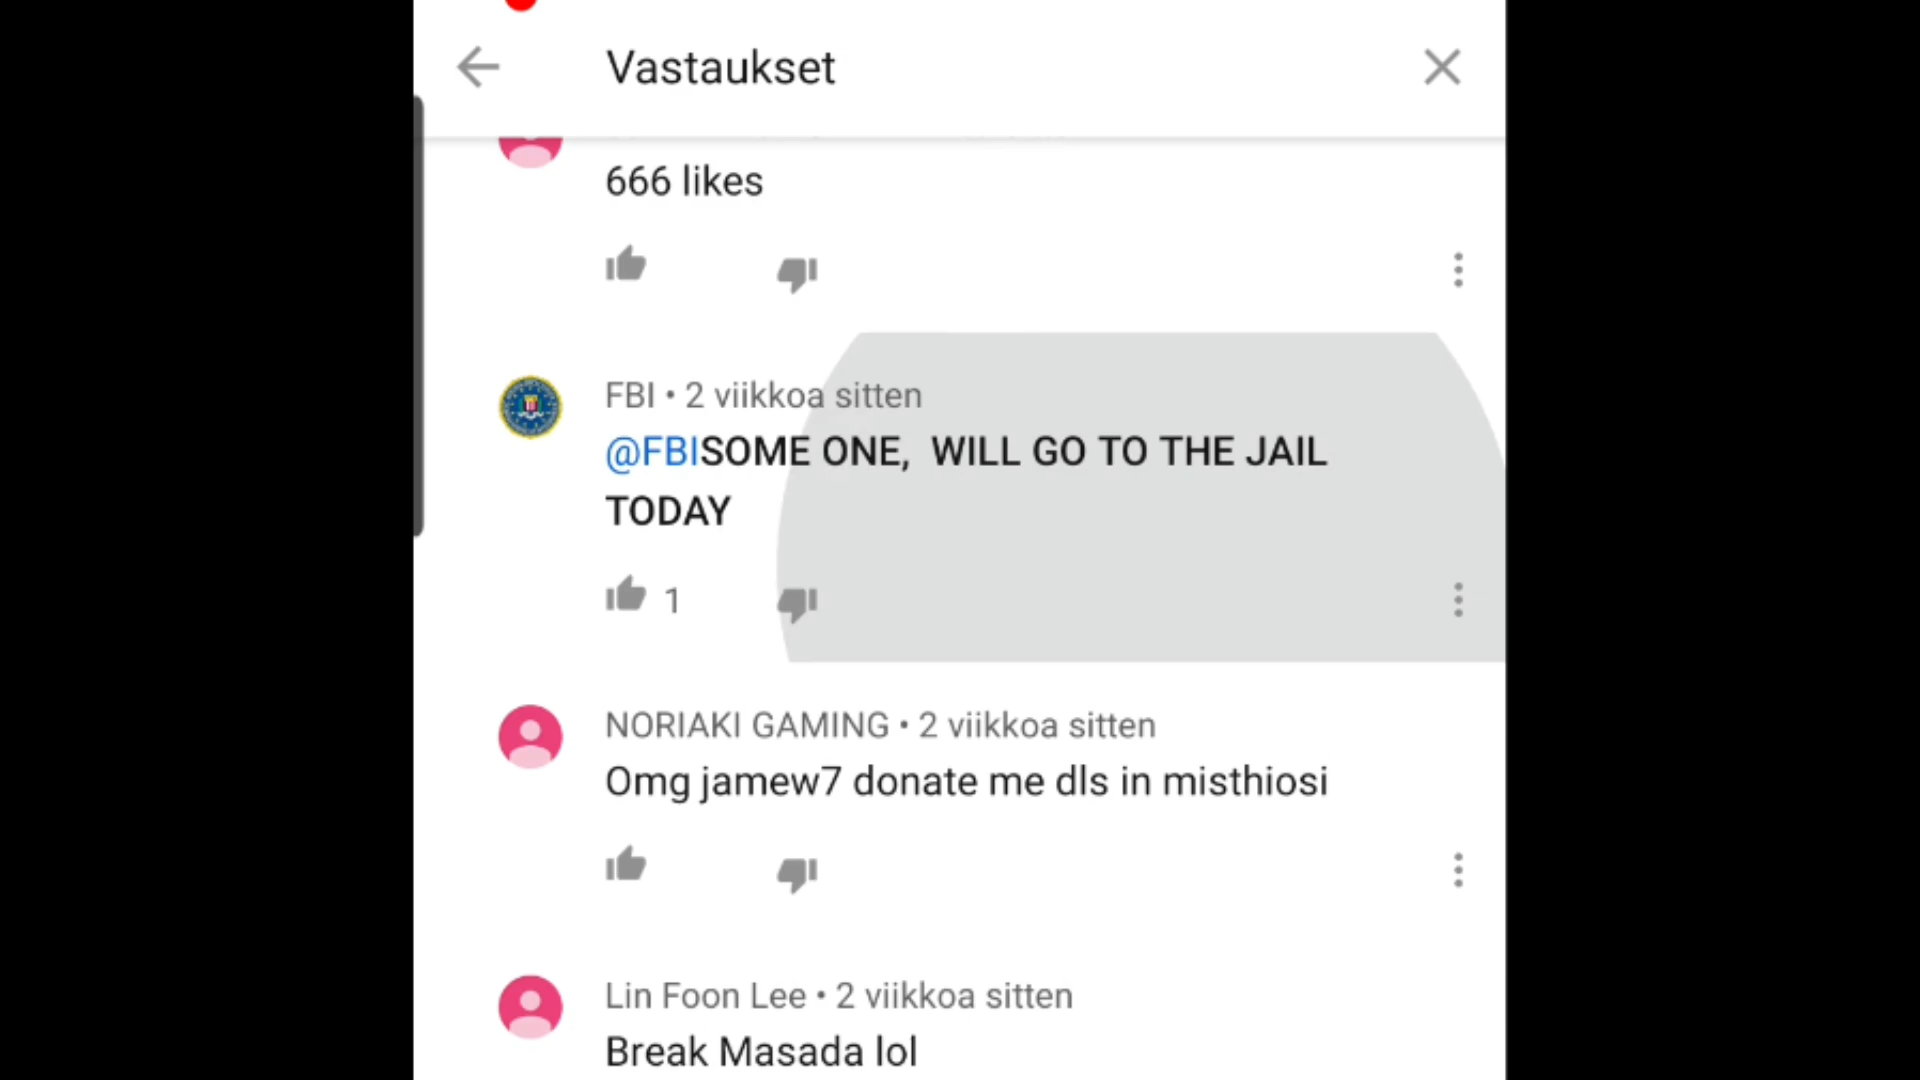 Vastaukset
666 likes
FBI • 2 viikkoa sitten
@FBISOME ONE,  WILL GO TO THE JAIL
TODAY
1
NORIAKI GAMING • 2 viikkoa sitten
Omg jamew7 donate me dls in misthiosi
Lin Foon Lee • 2 viikkoa sitten
Break Masada lol